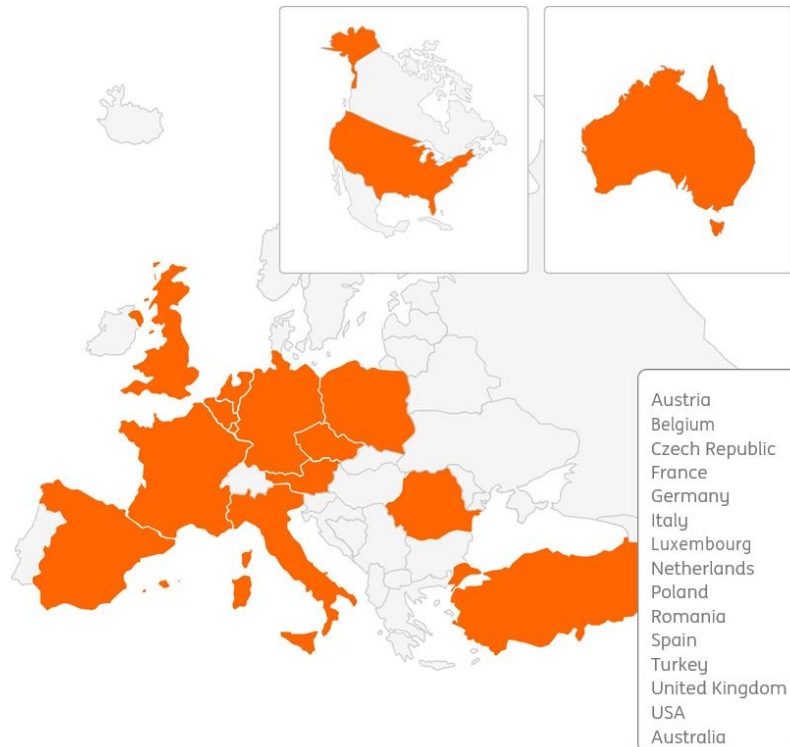 Austria
Belgium
Czech Republic
France
Germany
Italy
Luxembourg
Netherlands
Poland
Romania
Spain
Turkey
United Kingdom
USA
Australia